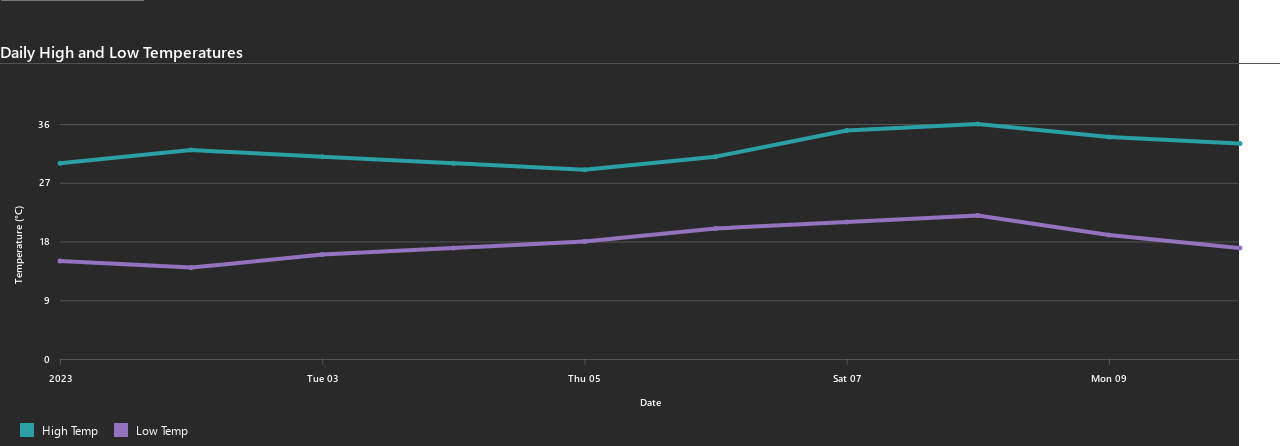 Daily High and Low Temperatures
36
27
18
9
0
Temperature (°C)
2023
Tue 03
Thu 05
Sat 07
Mon 09
Date
High Temp
Low Temp